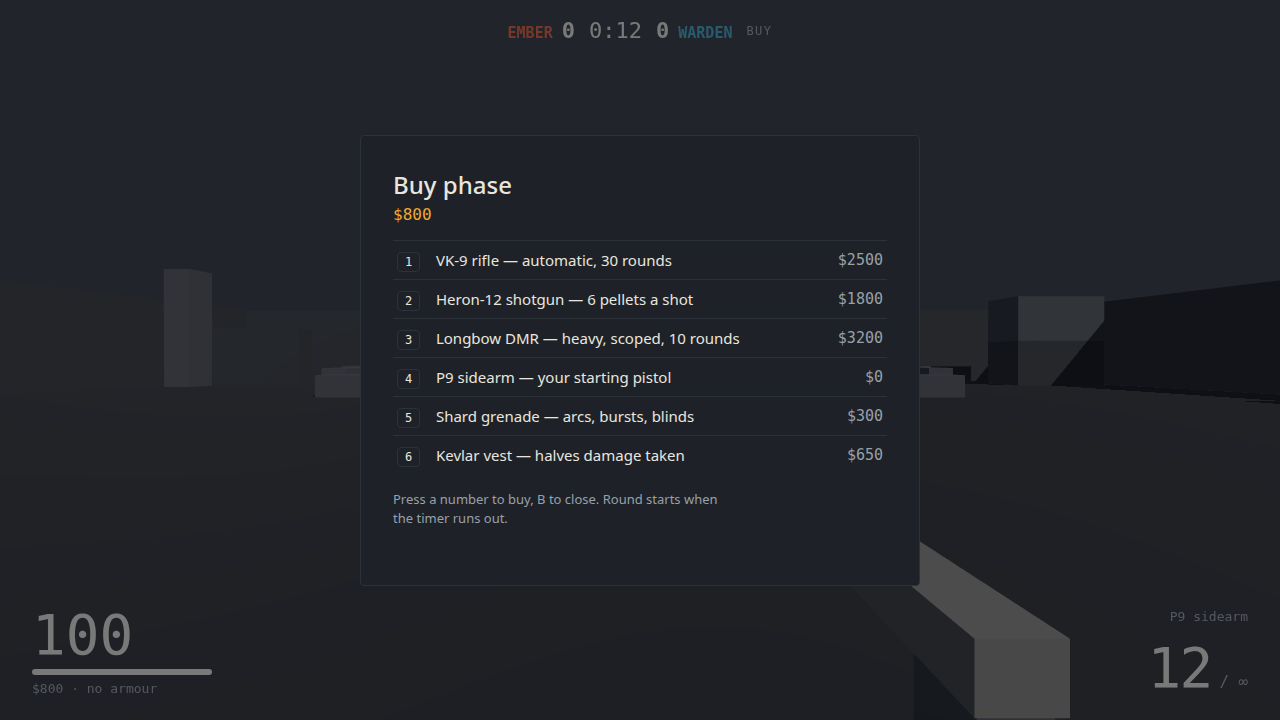 EMBER 0 0:12 0 WARDEN BUY
Buy phase
$800
1 VK-9 rifle — automatic, 30 rounds $2500
2 Heron-12 shotgun — 6 pellets a shot $1800
3 Longbow DMR — heavy, scoped, 10 rounds $3200
4 P9 sidearm — your starting pistol $0
5 Shard grenade — arcs, bursts, blinds $300
6 Kevlar vest — halves damage taken $650
Press a number to buy, B to close. Round starts when
the timer runs out.
100
$800 · no armour
P9 sidearm
12 / ∞